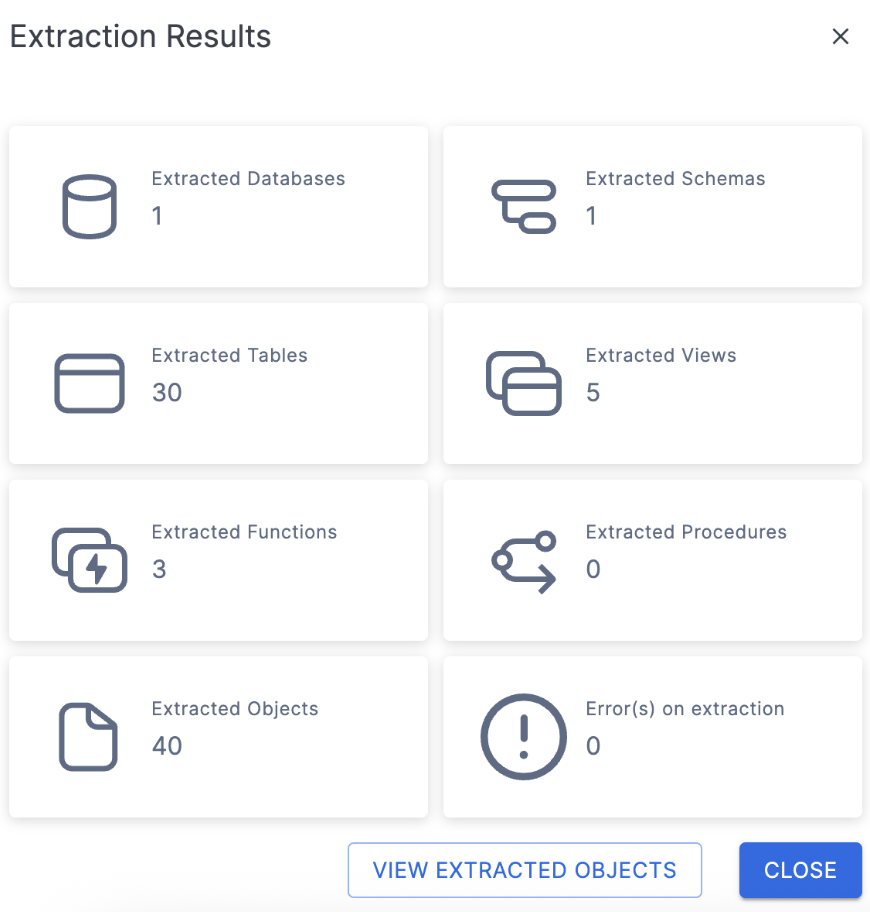 Extraction Results
Extracted Databases
1
Extracted Schemas
1
Extracted Tables
30
Extracted Views
5
Extracted Functions
3
Extracted Procedures
0
Extracted Objects
40
Error(s) on extraction
0
VIEW EXTRACTED OBJECTS
CLOSE